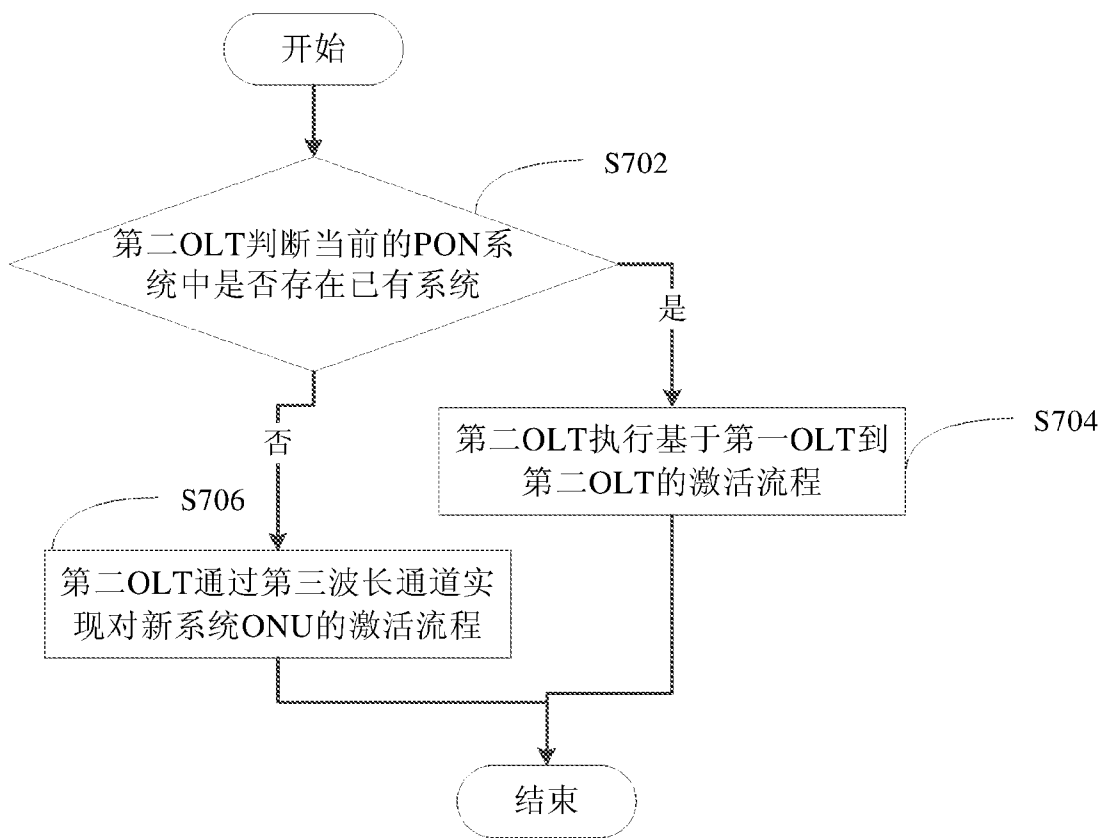 开始
S702
第二OLT判断当前的PON系
统中是否存在已有系统
是
否
第二OLT执行基于第一OLT到
第二OLT的激活流程
S704
S706
第二OLT通过第三波长通道实
现对新系统ONU的激活流程
结束